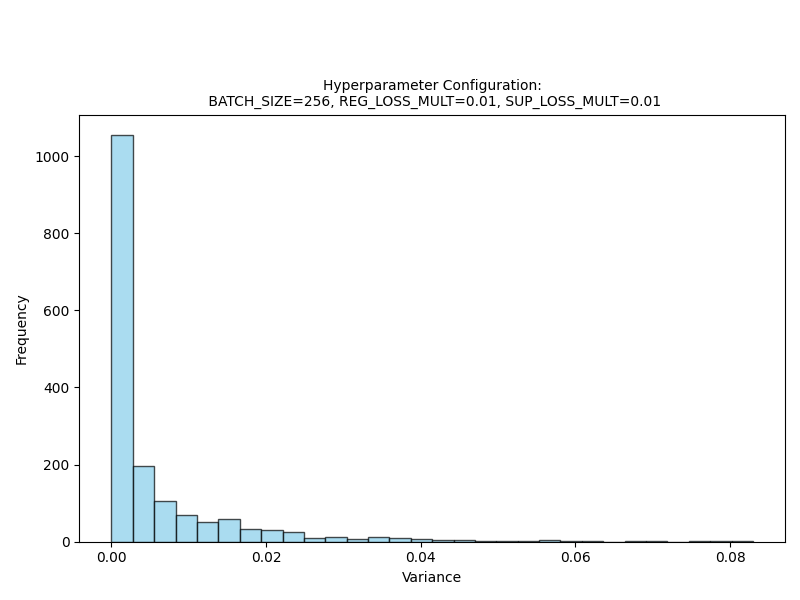 Hyperparameter Configuration:
BATCH_SIZE=256, REG_LOSS_MULT=0.01, SUP_LOSS_MULT=0.01
1000
800
600
400
200
0
Frequency
0.00 0.02 0.04 0.06 0.08
Variance